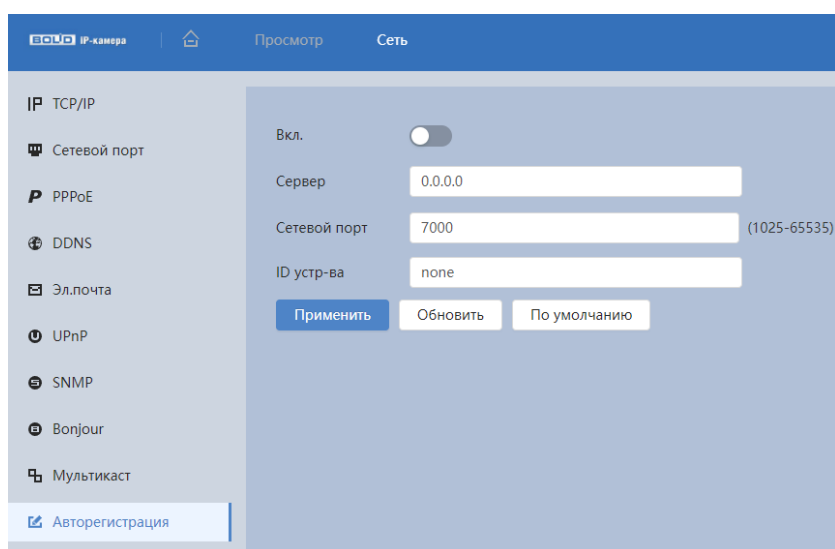 BOLID IP-камера
Просмотр
Сеть
TCP/IP
Сетевой порт
PPPoE
DDNS
Эл.почта
UPnP
SNMP
Bonjour
Мультикаст
Авторегистрация
Вкл.
Сервер 0.0.0.0
Сетевой порт 7000 (1025-65535)
ID устр-ва none
Применить Обновить По умолчанию